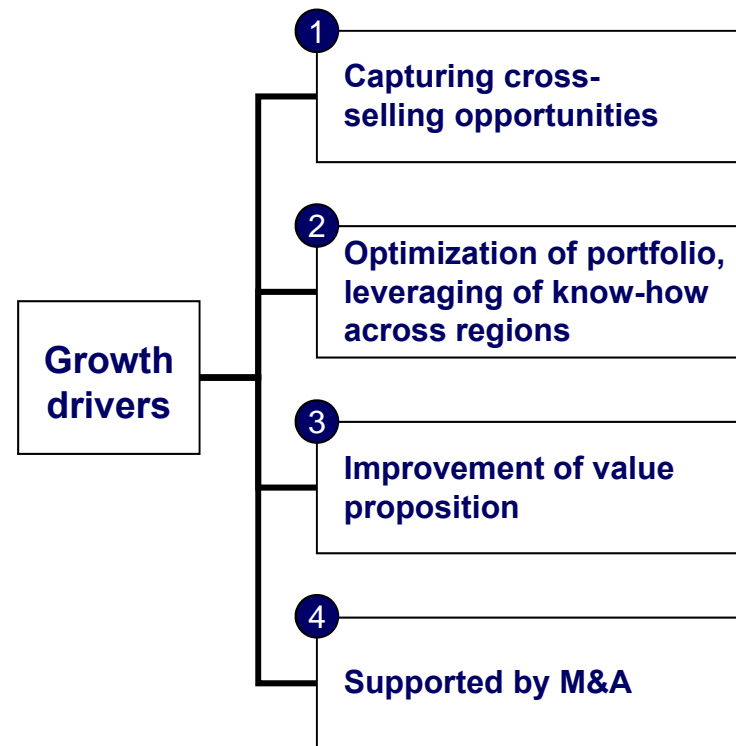 Growth
drivers
1
Capturing cross-
selling opportunities
2
Optimization of portfolio,
leveraging of know-how
across regions
3
Improvement of value
proposition
4
Supported by M&A